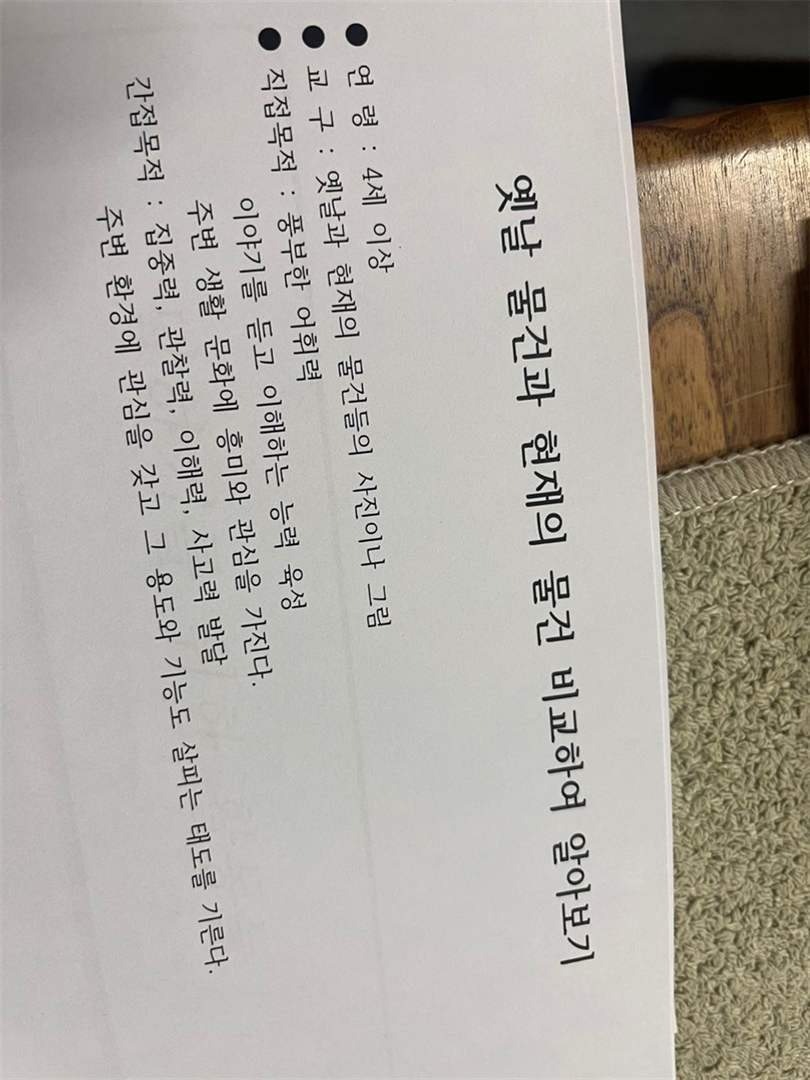 옛날 물건과 현재의 물건 비교하여 알아보기
● 연 령 : 4세 이상
● 교 구 : 옛날과 현재의 물건들의 사진이나 그림
● 직접목적 : 풍부한 어휘력
이야기를 듣고 이해하는 능력 육성
주변 생활 문화에 흥미와 관심을 가진다.
간접목적 : 집중력, 관찰력, 이해력, 사고력 발달
주변 환경에 관심을 갖고 그 용도와 기능도 살피는 태도를 기른다.